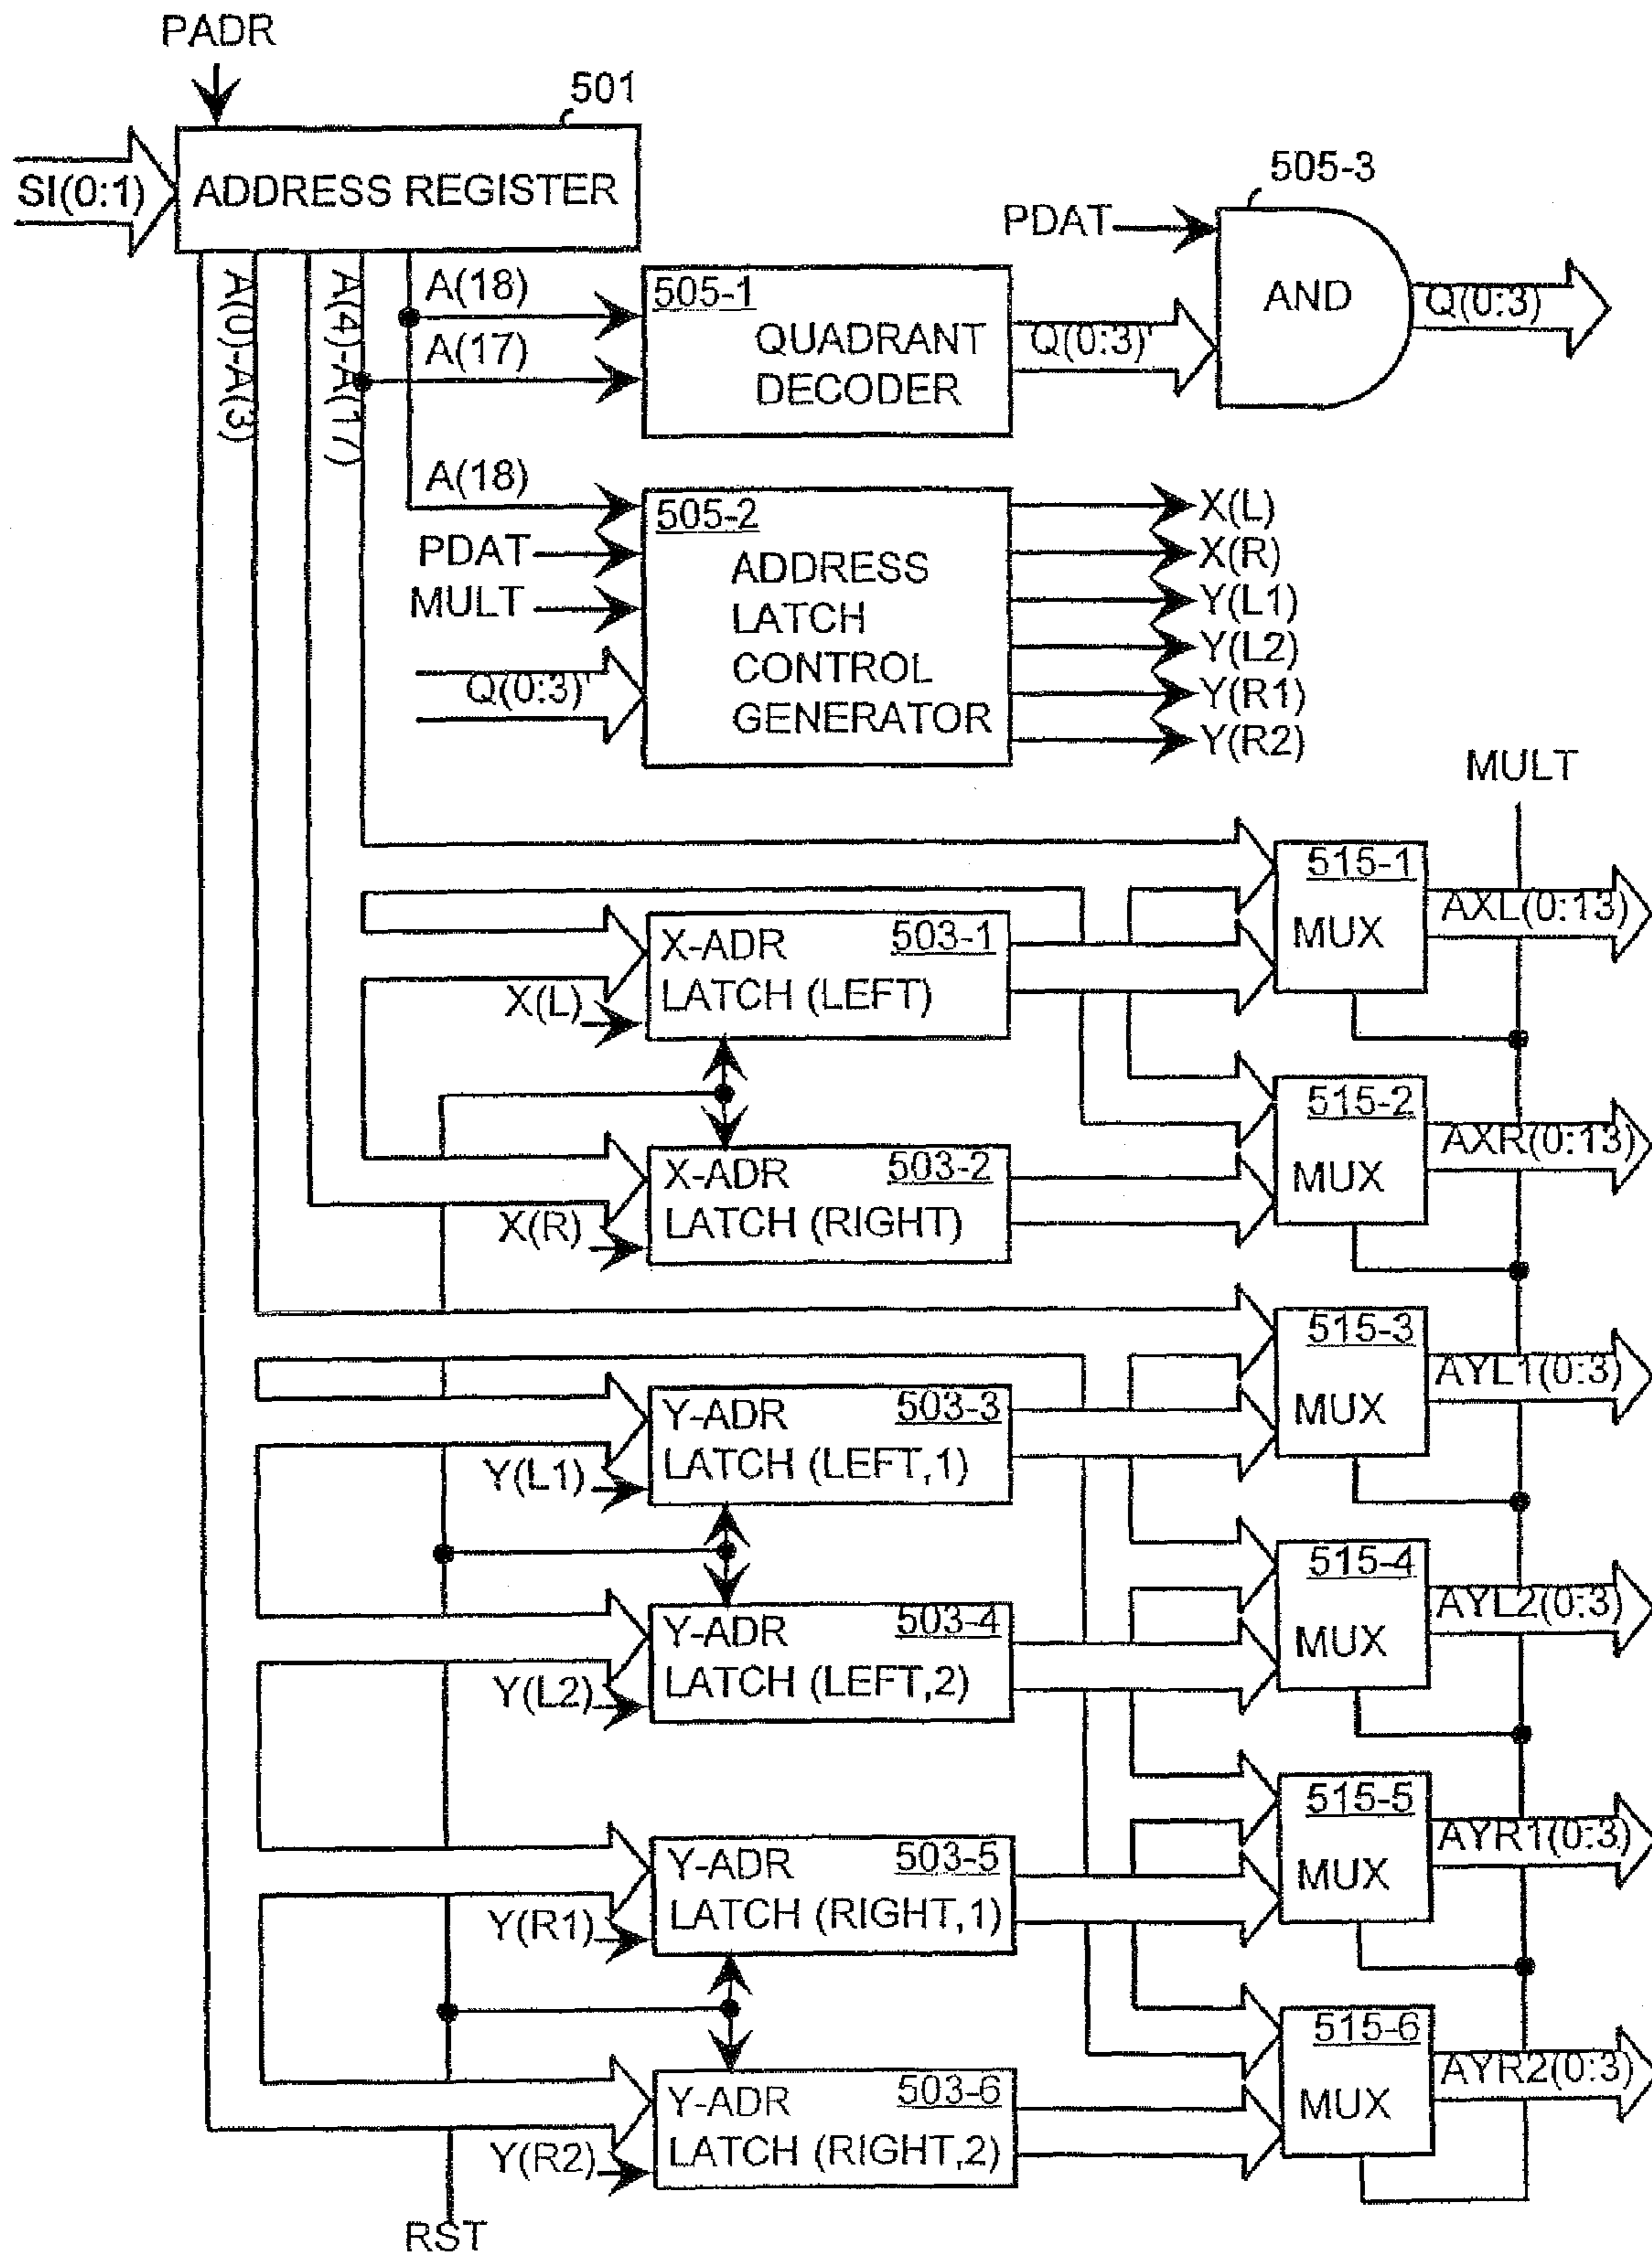 PADR
501
SI(0:1)
ADDRESS REGISTER
505-3
PDAT
AND
Q(0:3)
A(0)-A(3)
A(4)-A(17)
A(18)
A(17)
505-1
QUADRANT
DECODER
Q(0:3)'
A(18)
PDAT
MULT
Q(0:3)'
505-2
ADDRESS
LATCH
CONTROL
GENERATOR
X(L)
X(R)
Y(L1)
Y(L2)
Y(R1)
Y(R2)
MULT
515-1
MUX
AXL(0:13)
X-ADR 503-1
LATCH (LEFT)
X(L)
515-2
MUX
AXR(0:13)
X-ADR 503-2
LATCH (RIGHT)
X(R)
515-3
MUX
AYL1(0:3)
Y-ADR 503-3
LATCH (LEFT,1)
Y(L1)
515-4
MUX
AYL2(0:3)
Y-ADR 503-4
LATCH (LEFT,2)
Y(L2)
515-5
MUX
AYR1(0:3)
Y-ADR 503-5
LATCH (RIGHT,1)
Y(R1)
515-6
MUX
AYR2(0:3)
Y-ADR 503-6
LATCH (RIGHT,2)
Y(R2)
RST